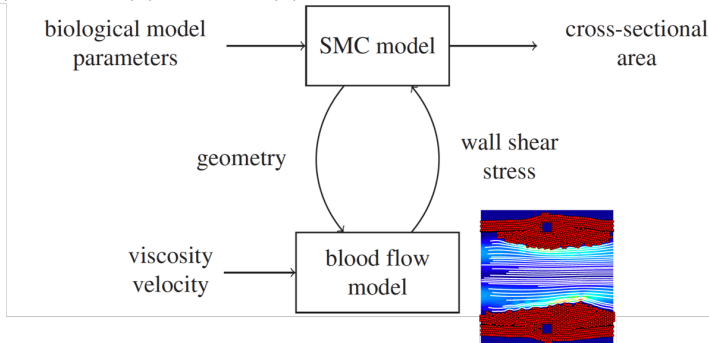 biological model
parameters
SMC model
cross-sectional
area
geometry
wall shear
stress
viscosity
velocity
blood flow
model